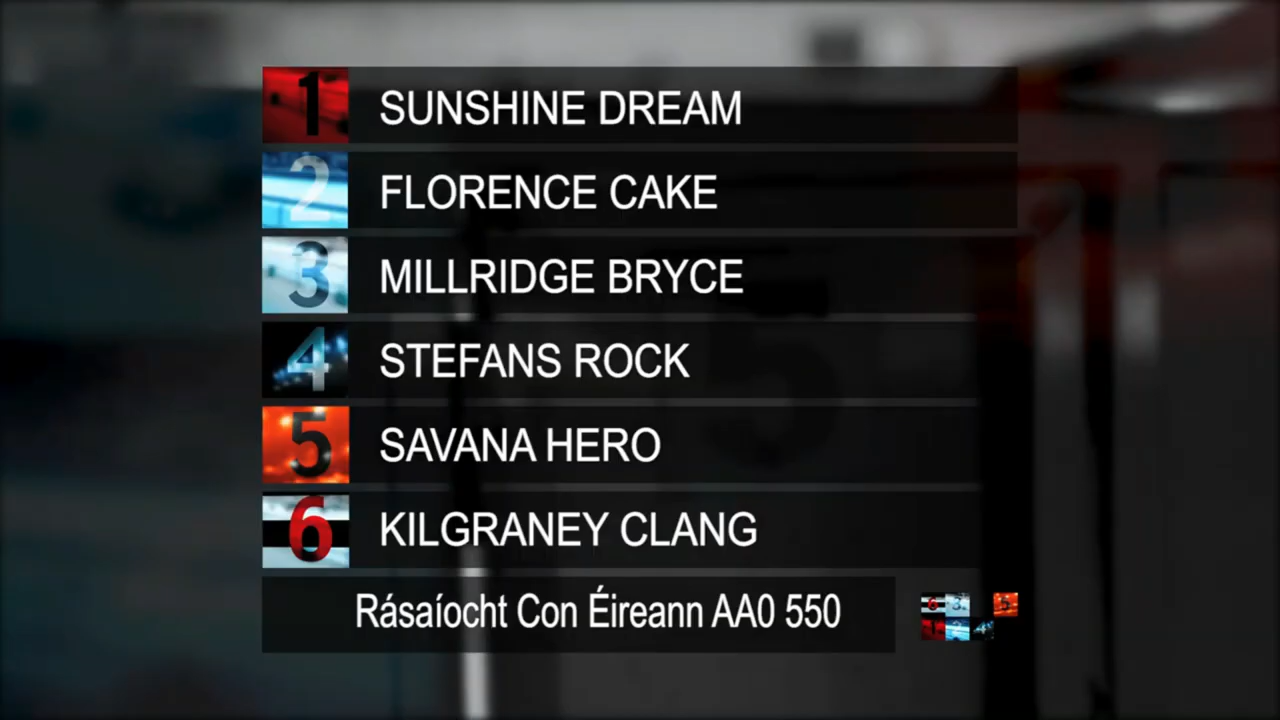 1 SUNSHINE DREAM
2 FLORENCE CAKE
3 MILLRIDGE BRYCE
4 STEFANS ROCK
5 SAVANA HERO
6 KILGRANEY CLANG
Rásaíocht Con Éireann AA0 550